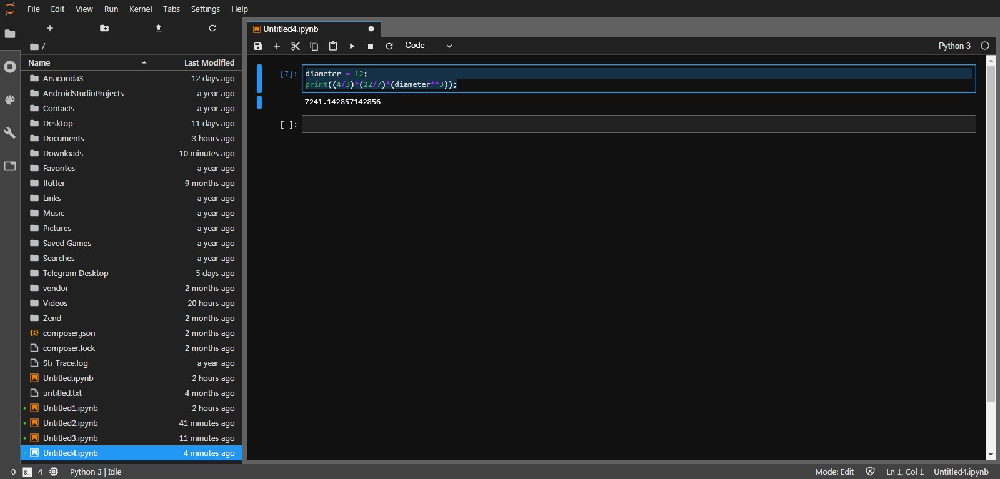 File Edit View Run Kernel Tabs Settings Help
/
Name Last Modified
Anaconda3 12 days ago
AndroidStudioProjects a year ago
Contacts a year ago
Desktop 11 days ago
Documents 3 hours ago
Downloads 10 minutes ago
Favorites a year ago
flutter 9 months ago
Links a year ago
Music a year ago
Pictures a year ago
Saved Games a year ago
Searches a year ago
Telegram Desktop 5 days ago
vendor 2 months ago
Videos 20 hours ago
Zend 2 months ago
composer.json 2 months ago
composer.lock 2 months ago
Sti_Trace.log a year ago
Untitled.ipynb 2 hours ago
untitled.txt 4 months ago
Untitled1.ipynb 2 hours ago
Untitled2.ipynb 41 minutes ago
Untitled3.ipynb 11 minutes ago
Untitled4.ipynb 4 minutes ago
Untitled4.ipynb
Code Python 3
[7]: diameter = 12;
print((4/3)*(22/7)*(diameter**3));
7241.142857142856
[ ]:
0 $_ 4 Python 3 | Idle Mode: Edit Ln 1, Col 1 Untitled4.ipynb